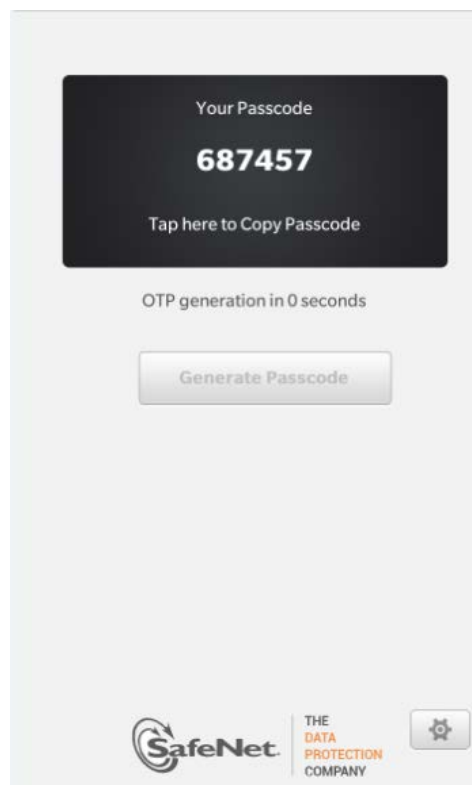 Your Passcode
687457
Tap here to Copy Passcode
OTP generation in 0 seconds
Generate Passcode
SafeNet.
THE
DATA
PROTECTION
COMPANY